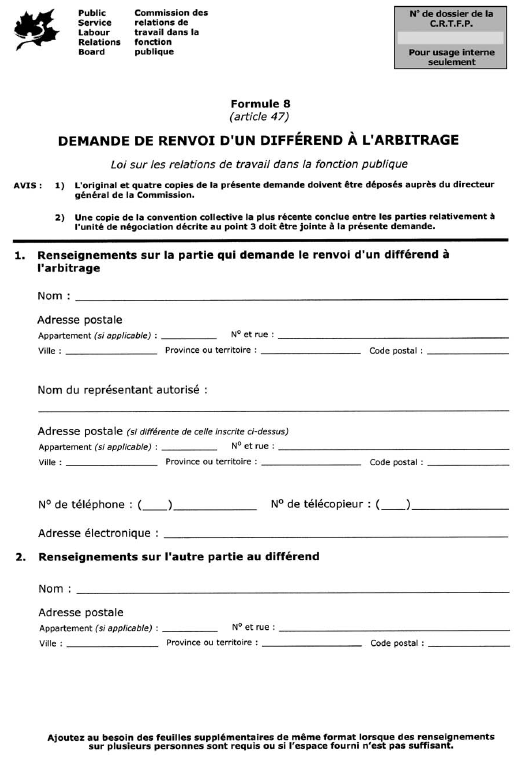 Public
Service
Labour
Relations
Board
Commission des
relations de
travail dans la
fonction
publique
N° de dossier de la
C.R.T.F.P.
Pour usage interne
seulement
Formule 8
(article 47)
DEMANDE DE RENVOI D'UN DIFFÉREND À L'ARBITRAGE
Loi sur les relations de travail dans la fonction publique
AVIS : 1) L'original et quatre copies de la présente demande doivent être déposés auprès du directeur
général de la Commission.
2) Une copie de la convention collective la plus récente conclue entre les parties relativement à
l'unité de négociation décrite au point 3 doit être jointe à la présente demande.
1. Renseignements sur la partie qui demande le renvoi d'un différend à
l'arbitrage
Nom :
Adresse postale
Appartement (si applicable) : N° et rue :
Ville : Province ou territoire : Code postal :
Nom du représentant autorisé :
Adresse postale (si différente de celle inscrite ci-dessus)
Appartement (si applicable) : N° et rue :
Ville : Province ou territoire : Code postal :
N° de téléphone : ( ) N° de télécopieur : ( )
Adresse électronique :
2. Renseignements sur l'autre partie au différend
Nom :
Adresse postale
Appartement (si applicable) : N° et rue :
Ville : Province ou territoire : Code postal :
Ajoutez au besoin des feuilles supplémentaires de même format lorsque des renseignements
sur plusieurs personnes sont requis ou si l'espace fourni n'est pas suffisant.